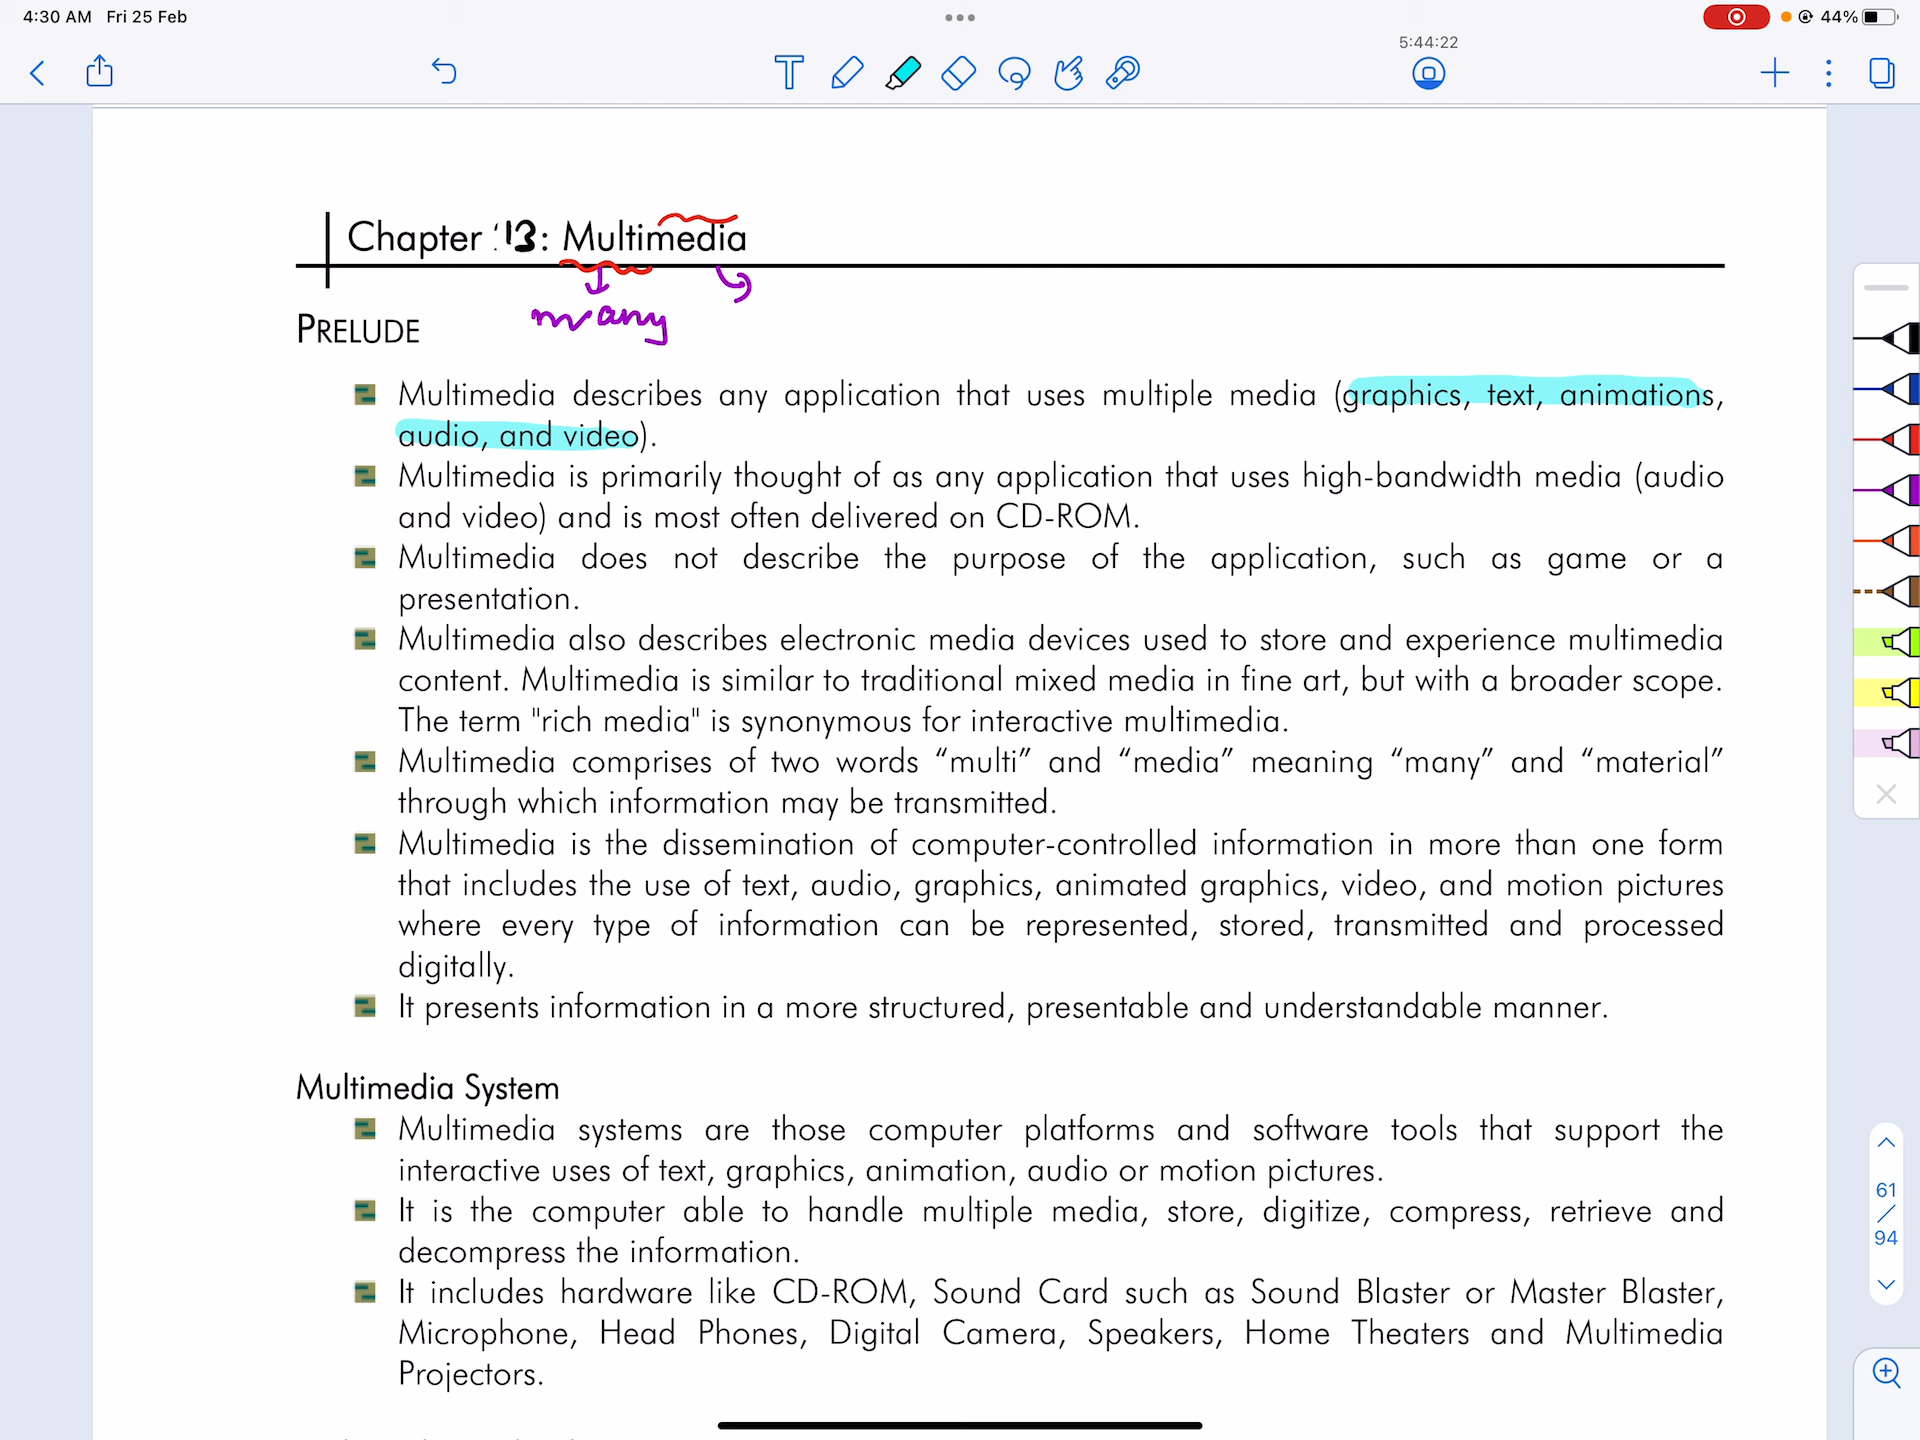 4:30 AM Fri 25 Feb
44%
5:44:22
Chapter 13: Multimedia
many
PRELUDE
Multimedia describes any application that uses multiple media (graphics, text, animations,
audio, and video).
Multimedia is primarily thought of as any application that uses high-bandwidth media (audio
and video) and is most often delivered on CD-ROM.
Multimedia does not describe the purpose of the application, such as game or a
presentation.
Multimedia also describes electronic media devices used to store and experience multimedia
content. Multimedia is similar to traditional mixed media in fine art, but with a broader scope.
The term "rich media" is synonymous for interactive multimedia.
Multimedia comprises of two words “multi” and “media” meaning “many” and “material”
through which information may be transmitted.
Multimedia is the dissemination of computer-controlled information in more than one form
that includes the use of text, audio, graphics, animated graphics, video, and motion pictures
where every type of information can be represented, stored, transmitted and processed
digitally.
It presents information in a more structured, presentable and understandable manner.
Multimedia System
Multimedia systems are those computer platforms and software tools that support the
interactive uses of text, graphics, animation, audio or motion pictures.
It is the computer able to handle multiple media, store, digitize, compress, retrieve and
decompress the information.
It includes hardware like CD-ROM, Sound Card such as Sound Blaster or Master Blaster,
Microphone, Head Phones, Digital Camera, Speakers, Home Theaters and Multimedia
Projectors.
61
/
94